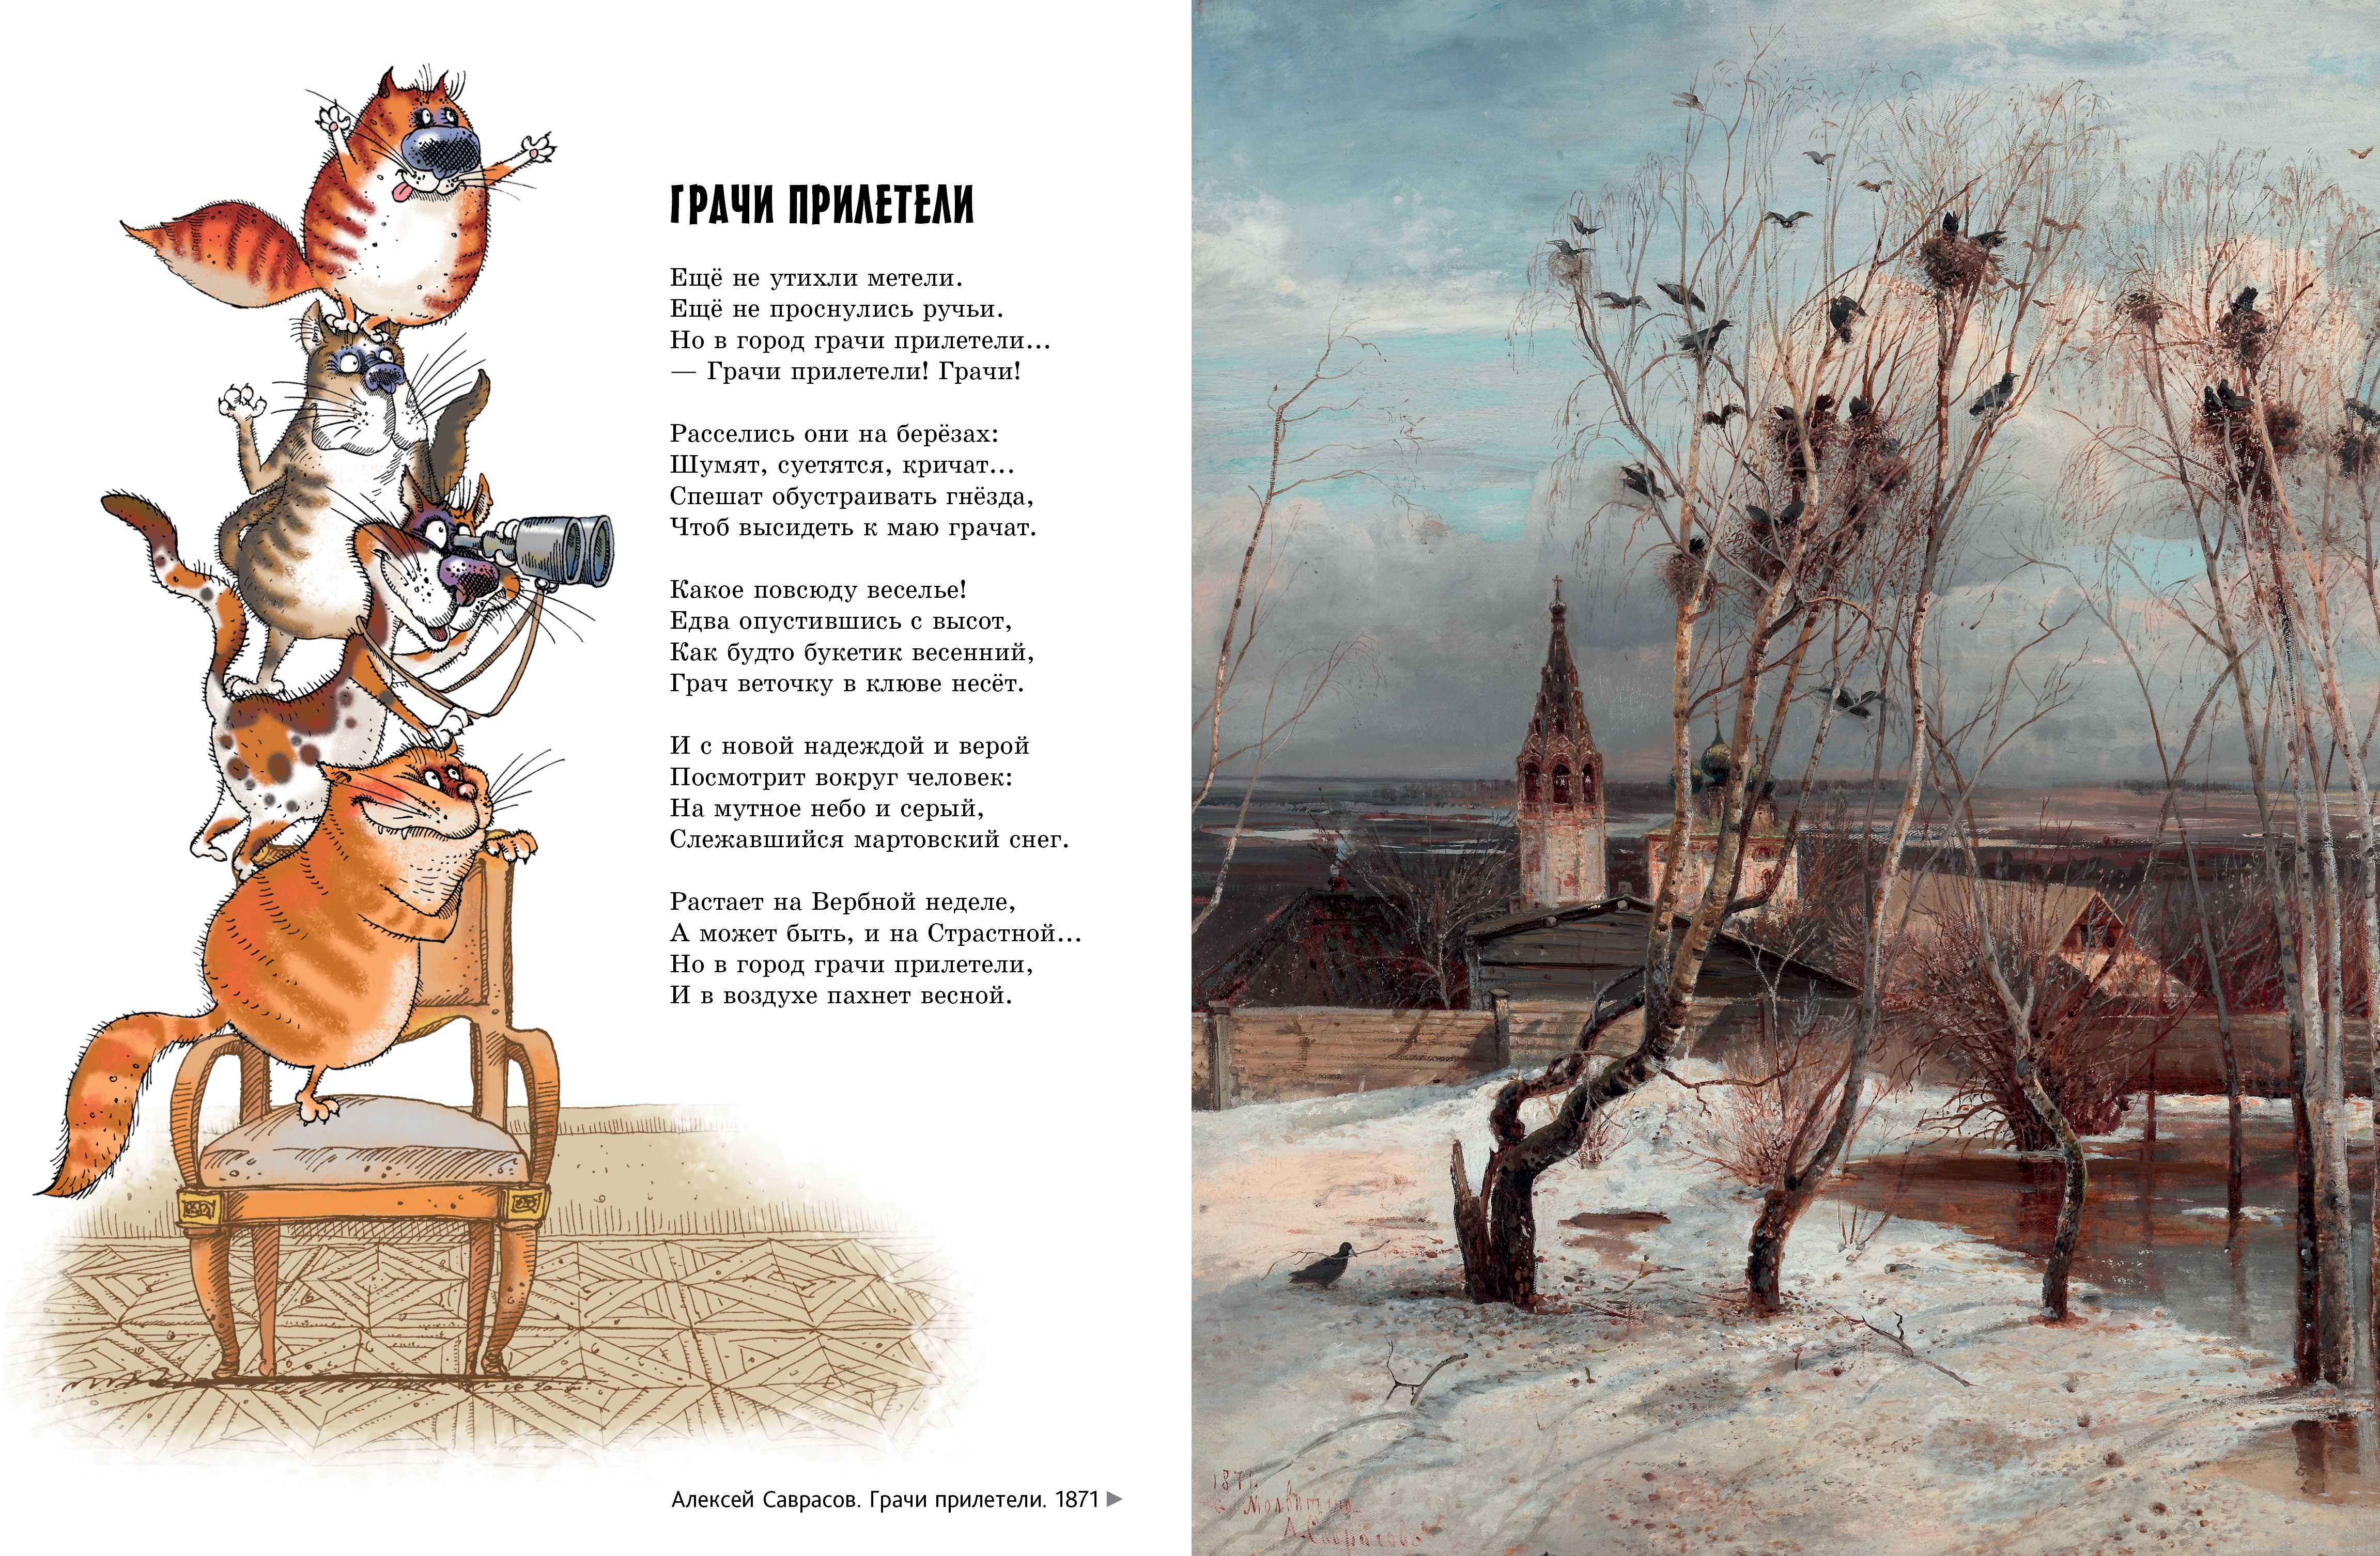 ГРАЧИ ПРИЛЕТЕЛИ
Ещё не утихли метели.
Ещё не проснулись ручьи.
Но в город грачи прилетели...
— Грачи прилетели! Грачи!
Расселись они на берёзах:
Шумят, суетятся, кричат...
Спешат обустраивать гнёзда,
Чтоб высидеть к маю грачат.
Какое повсюду веселье!
Едва опустившись с высот,
Как будто букетик весенний,
Грач веточку в клюве несёт.
И с новой надеждой и верой
Посмотрит вокруг человек:
На мутное небо и серый,
Слежавшийся мартовский снег.
Растает на Вербной неделе,
А может быть, и на Страстной...
Но в город грачи прилетели,
И в воздухе пахнет весной.
Алексей Саврасов. Грачи прилетели. 1871
1871.
с. Молвитино
А. Саврасовъ